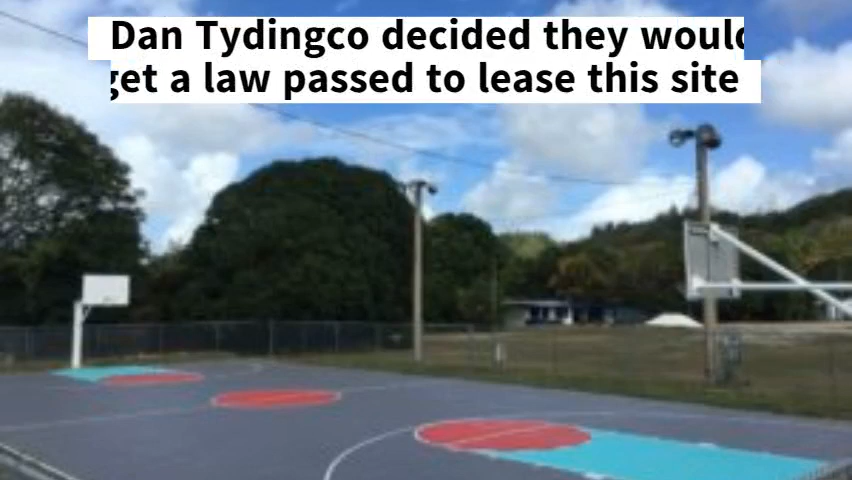 Dan Tydingco decided they would
get a law passed to lease this site